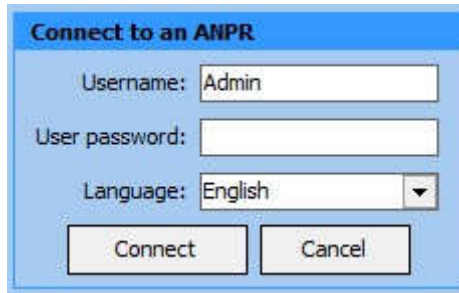 Connect to an ANPR
Username: Admin
User password:
Language: English
Connect Cancel